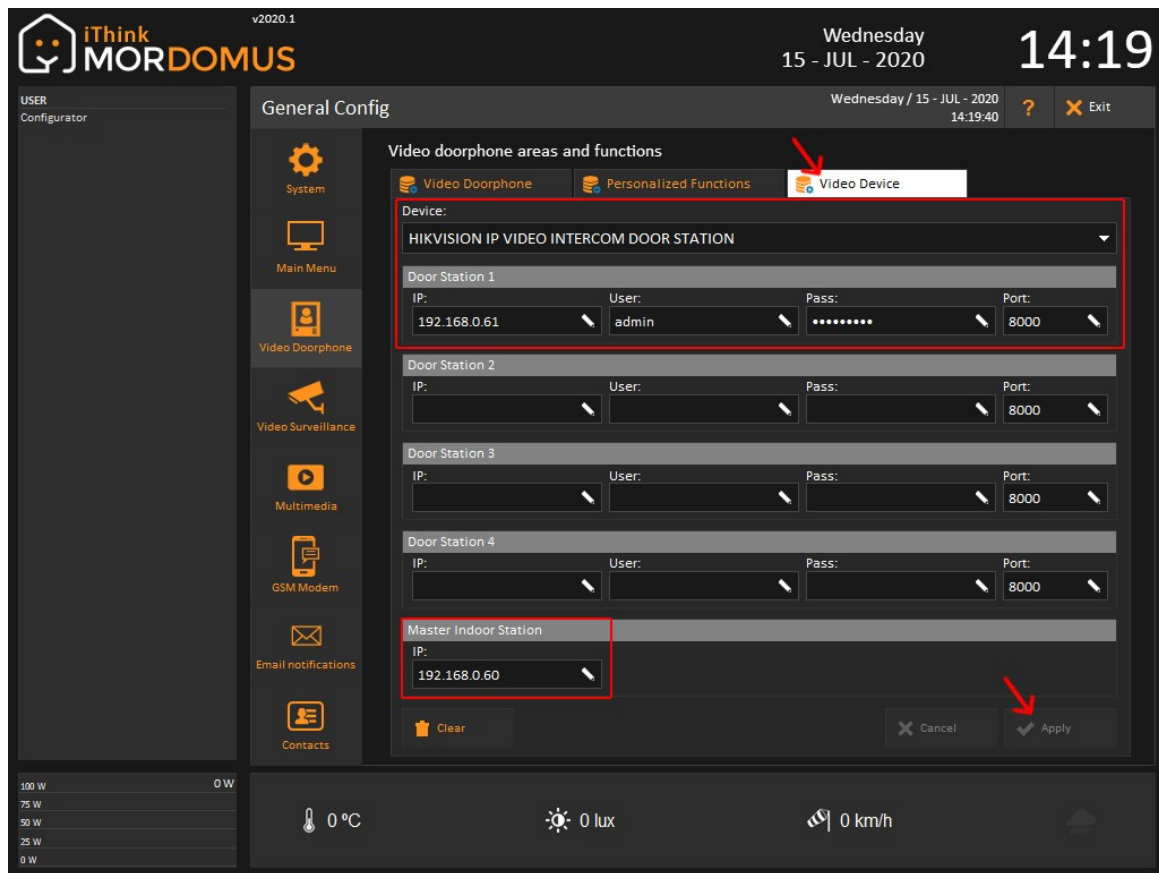 v2020.1
iThink
MORDOMUS
Wednesday
15 - JUL - 2020
14:19
USER
Configurator
General Config
Wednesday / 15 - JUL - 2020
14:19:40
?
Exit
System
Main Menu
Video Doorphone
Video Surveillance
Multimedia
GSM Modem
Email notifications
Contacts
Video doorphone areas and functions
Video Doorphone Personalized Functions Video Device
Device:
HIKVISION IP VIDEO INTERCOM DOOR STATION
Door Station 1
IP: User: Pass: Port:
192.168.0.61 admin ••••••••• 8000
Door Station 2
IP: User: Pass: Port:
8000
Door Station 3
IP: User: Pass: Port:
8000
Door Station 4
IP: User: Pass: Port:
8000
Master Indoor Station
IP:
192.168.0.60
Clear Cancel Apply
100 W 0 W
75 W
50 W
25 W
0 W
0 ºC 0 lux 0 km/h